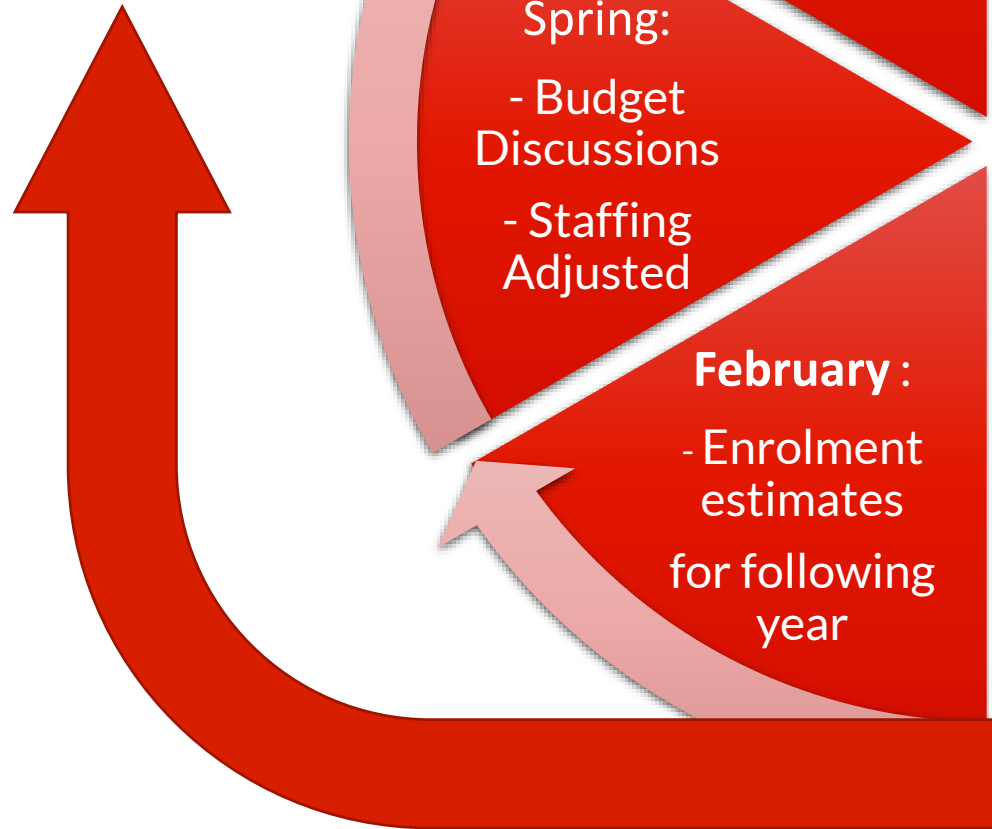 Spring:
- Budget
Discussions
- Staffing
Adjusted
February :
- Enrolment
estimates
for following
year